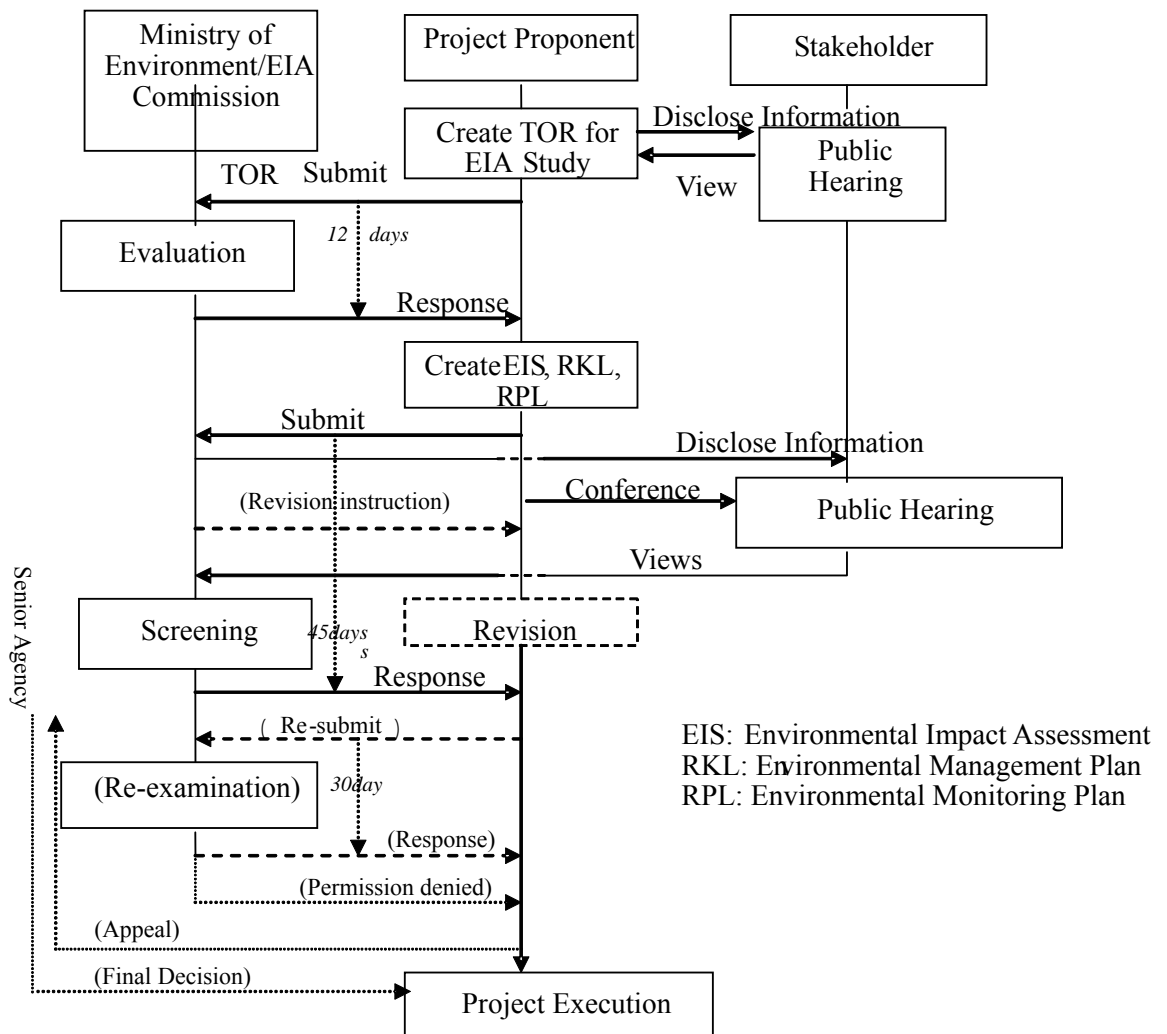 Ministry of
Environment/EIA
Commission
Project Proponent
Stakeholder
Create TOR for
EIA Study
Disclose Information
View
Public
Hearing
TOR Submit
12 days
Evaluation
Response
Create EIS, RKL,
RPL
Submit
Disclose Information
(Revision instruction)
Conference
Public Hearing
Views
Senior Agency
Screening
45days
s
Revision
Response
( Re-submit )
(Re-examination)
30day
EIS: Environmental Impact Assessment
RKL: Environmental Management Plan
RPL: Environmental Monitoring Plan
(Response)
(Permission denied)
(Appeal)
(Final Decision)
Project Execution